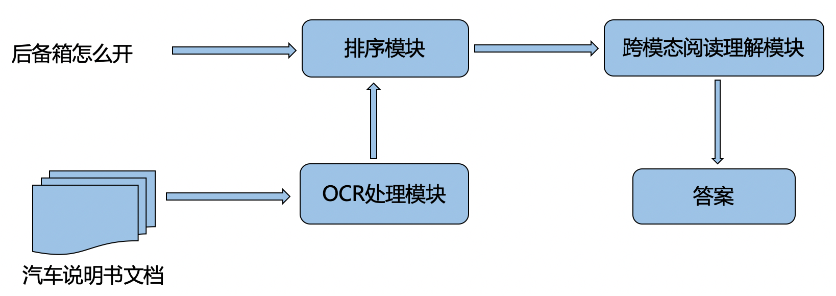 后备箱怎么开
排序模块
跨模态阅读理解模块
OCR处理模块
答案
汽车说明书文档